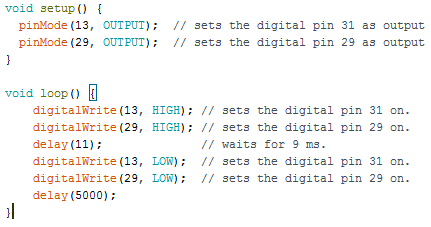 void setup() {
  pinMode(13, OUTPUT);  // sets the digital pin 31 as output
  pinMode(29, OUTPUT);  // sets the digital pin 29 as output
}

void loop() {
    digitalWrite(13, HIGH); // sets the digital pin 31 on.
    digitalWrite(29, HIGH); // sets the digital pin 29 on.
    delay(11);              // waits for 9 ms.
    digitalWrite(13, LOW);  // sets the digital pin 31 on.
    digitalWrite(29, LOW);  // sets the digital pin 29 on.
    delay(5000);
}